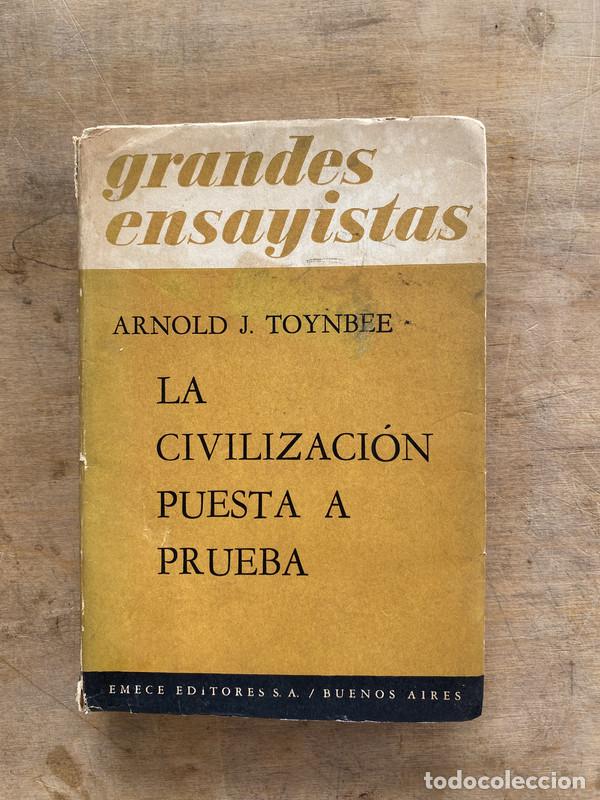 grandes
ensayistas
ARNOLD J. TOYNBEE
LA
CIVILIZACIÓN
PUESTA A
PRUEBA
EMECE EDITORES S.A. / BUENOS AIRES
todocoleccion